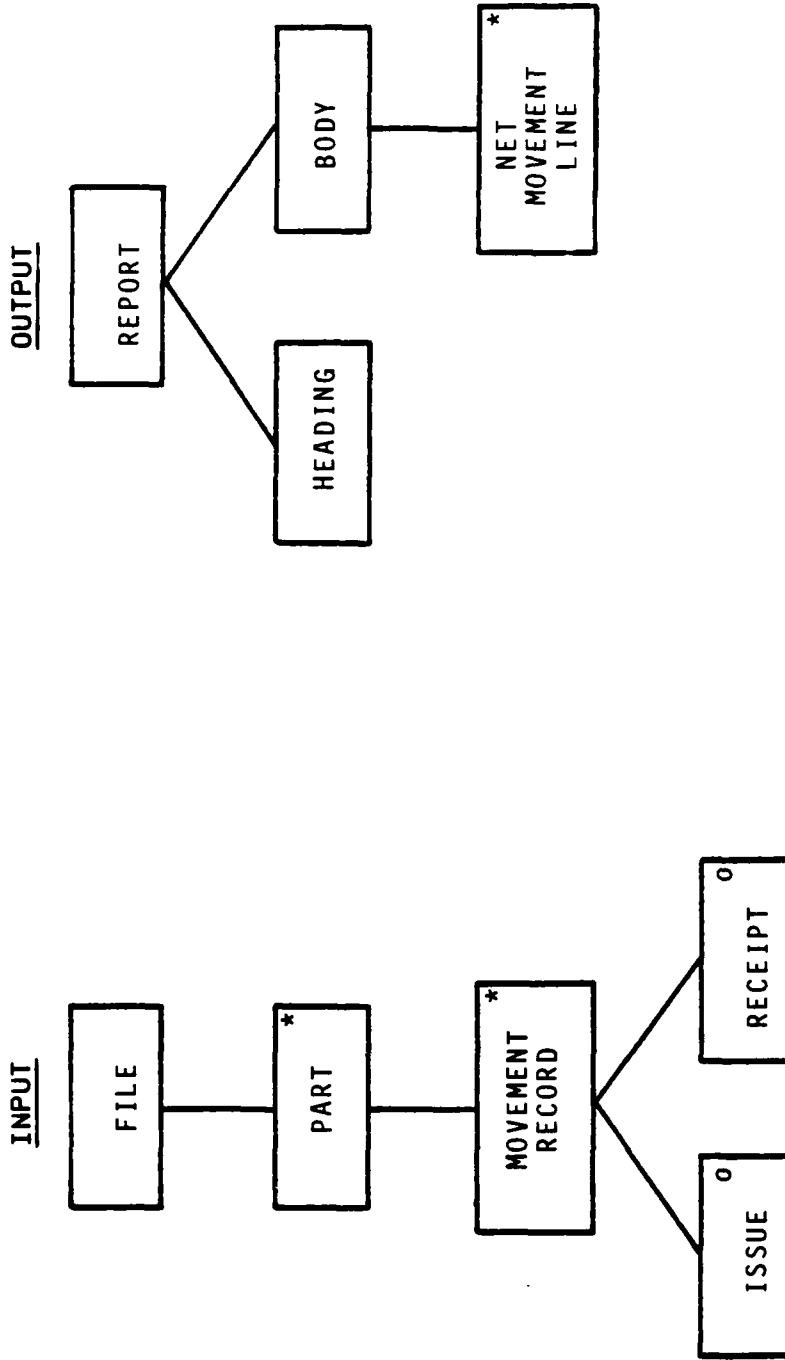 INPUT
FILE
PART
*
MOVEMENT
RECORD
*
ISSUE
o
RECEIPT
o
OUTPUT
REPORT
HEADING
BODY
NET
MOVEMENT
LINE
*